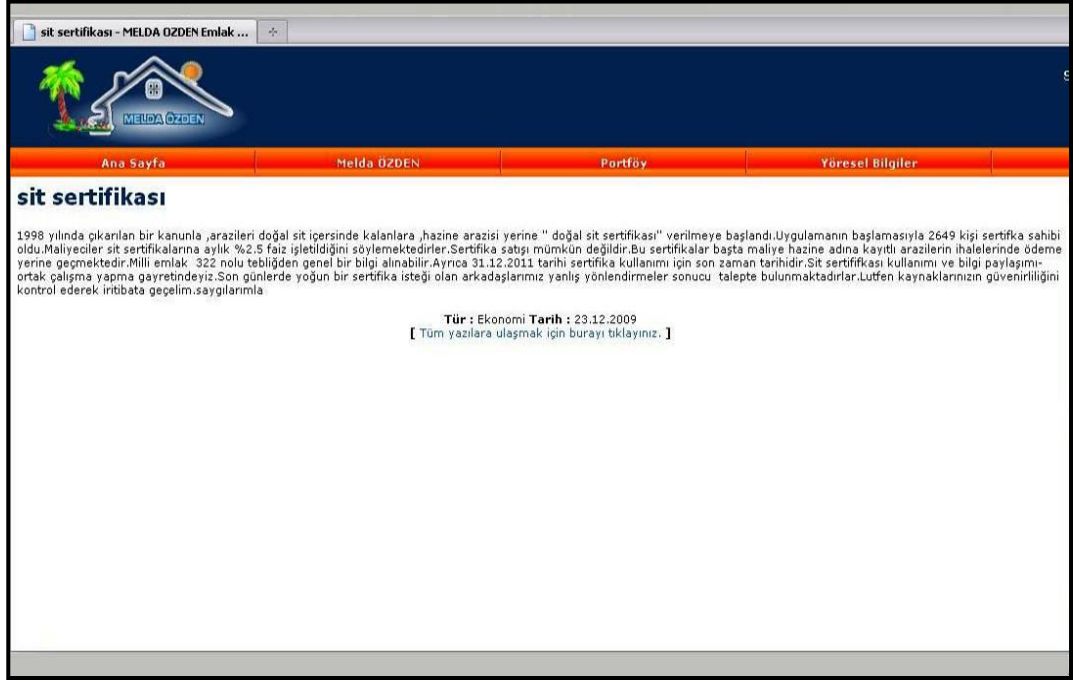 sit sertifikası - MELDA OZDEN Emlak ...
MELDA ÖZDEN
Ana Sayfa
Melda ÖZDEN
Portföy
Yöresel Bilgiler
sit sertifikası
1998 yılında çıkarılan bir kanunla ,arazileri doğal sit içersinde kalanlara ,hazine arazisi yerine " doğal sit sertifikası" verilmeye başlandı.Uygulamanın başlamasıyla 2649 kişi sertifka sahibi
oldu.Maliyeciler sit sertifikalarına aylık %2.5 faiz işletildiğini söylemektedirler.Sertifika satışı mümkün değildir.Bu sertifikalar başta maliye hazine adına kayıtlı arazilerin ihalelerinde ödeme
yerine geçmektedir.Milli emlak 322 nolu tebliğden genel bir bilgi alınabilir.Ayrıca 31.12.2011 tarihi sertifika kullanımı için son zaman tarihidir.Sit sertififkası kullanımı ve bilgi paylaşımı-
ortak çalışma yapma gayretindeyiz.Son günlerde yoğun bir sertifika isteği olan arkadaşlarımız yanlış yönlendirmeler sonucu talepte bulunmaktadırlar.Lutfen kaynaklarınızın güvenirliliğini
kontrol ederek iritibata geçelim.saygılarımla
Tür : Ekonomi Tarih : 23.12.2009
[ Tüm yazılara ulaşmak için burayı tıklayınız. ]